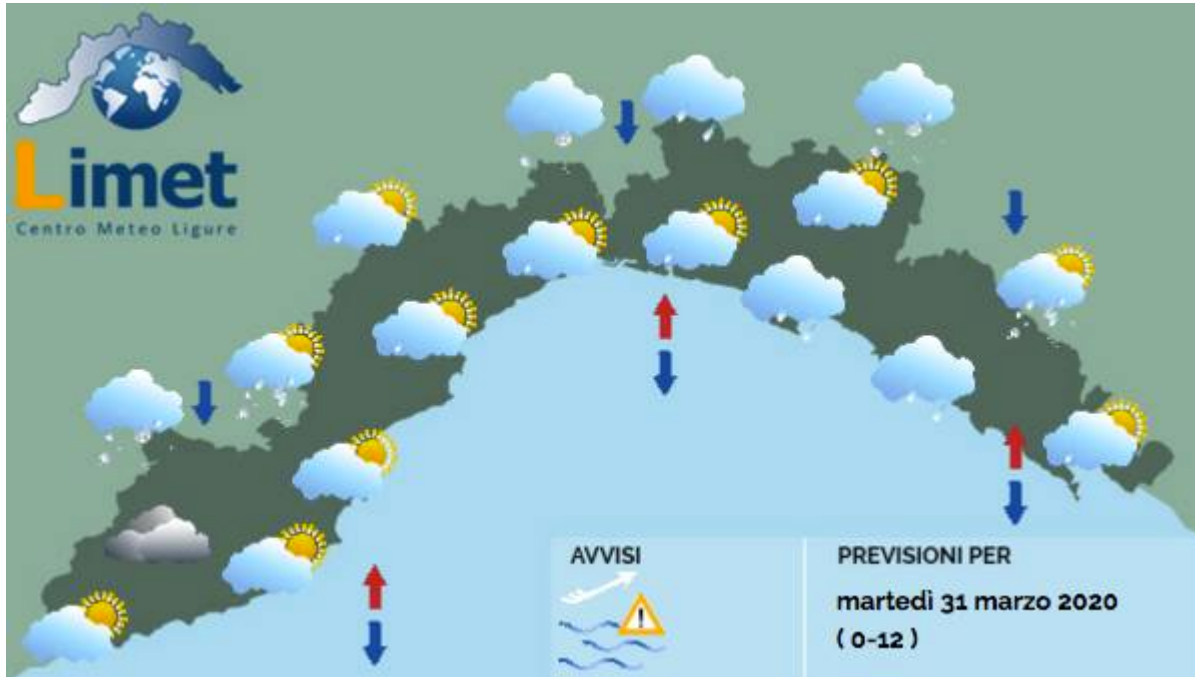 Limet
Centro Meteo Ligure
AVVISI
PREVISIONI PER
martedì 31 marzo 2020
( 0-12 )